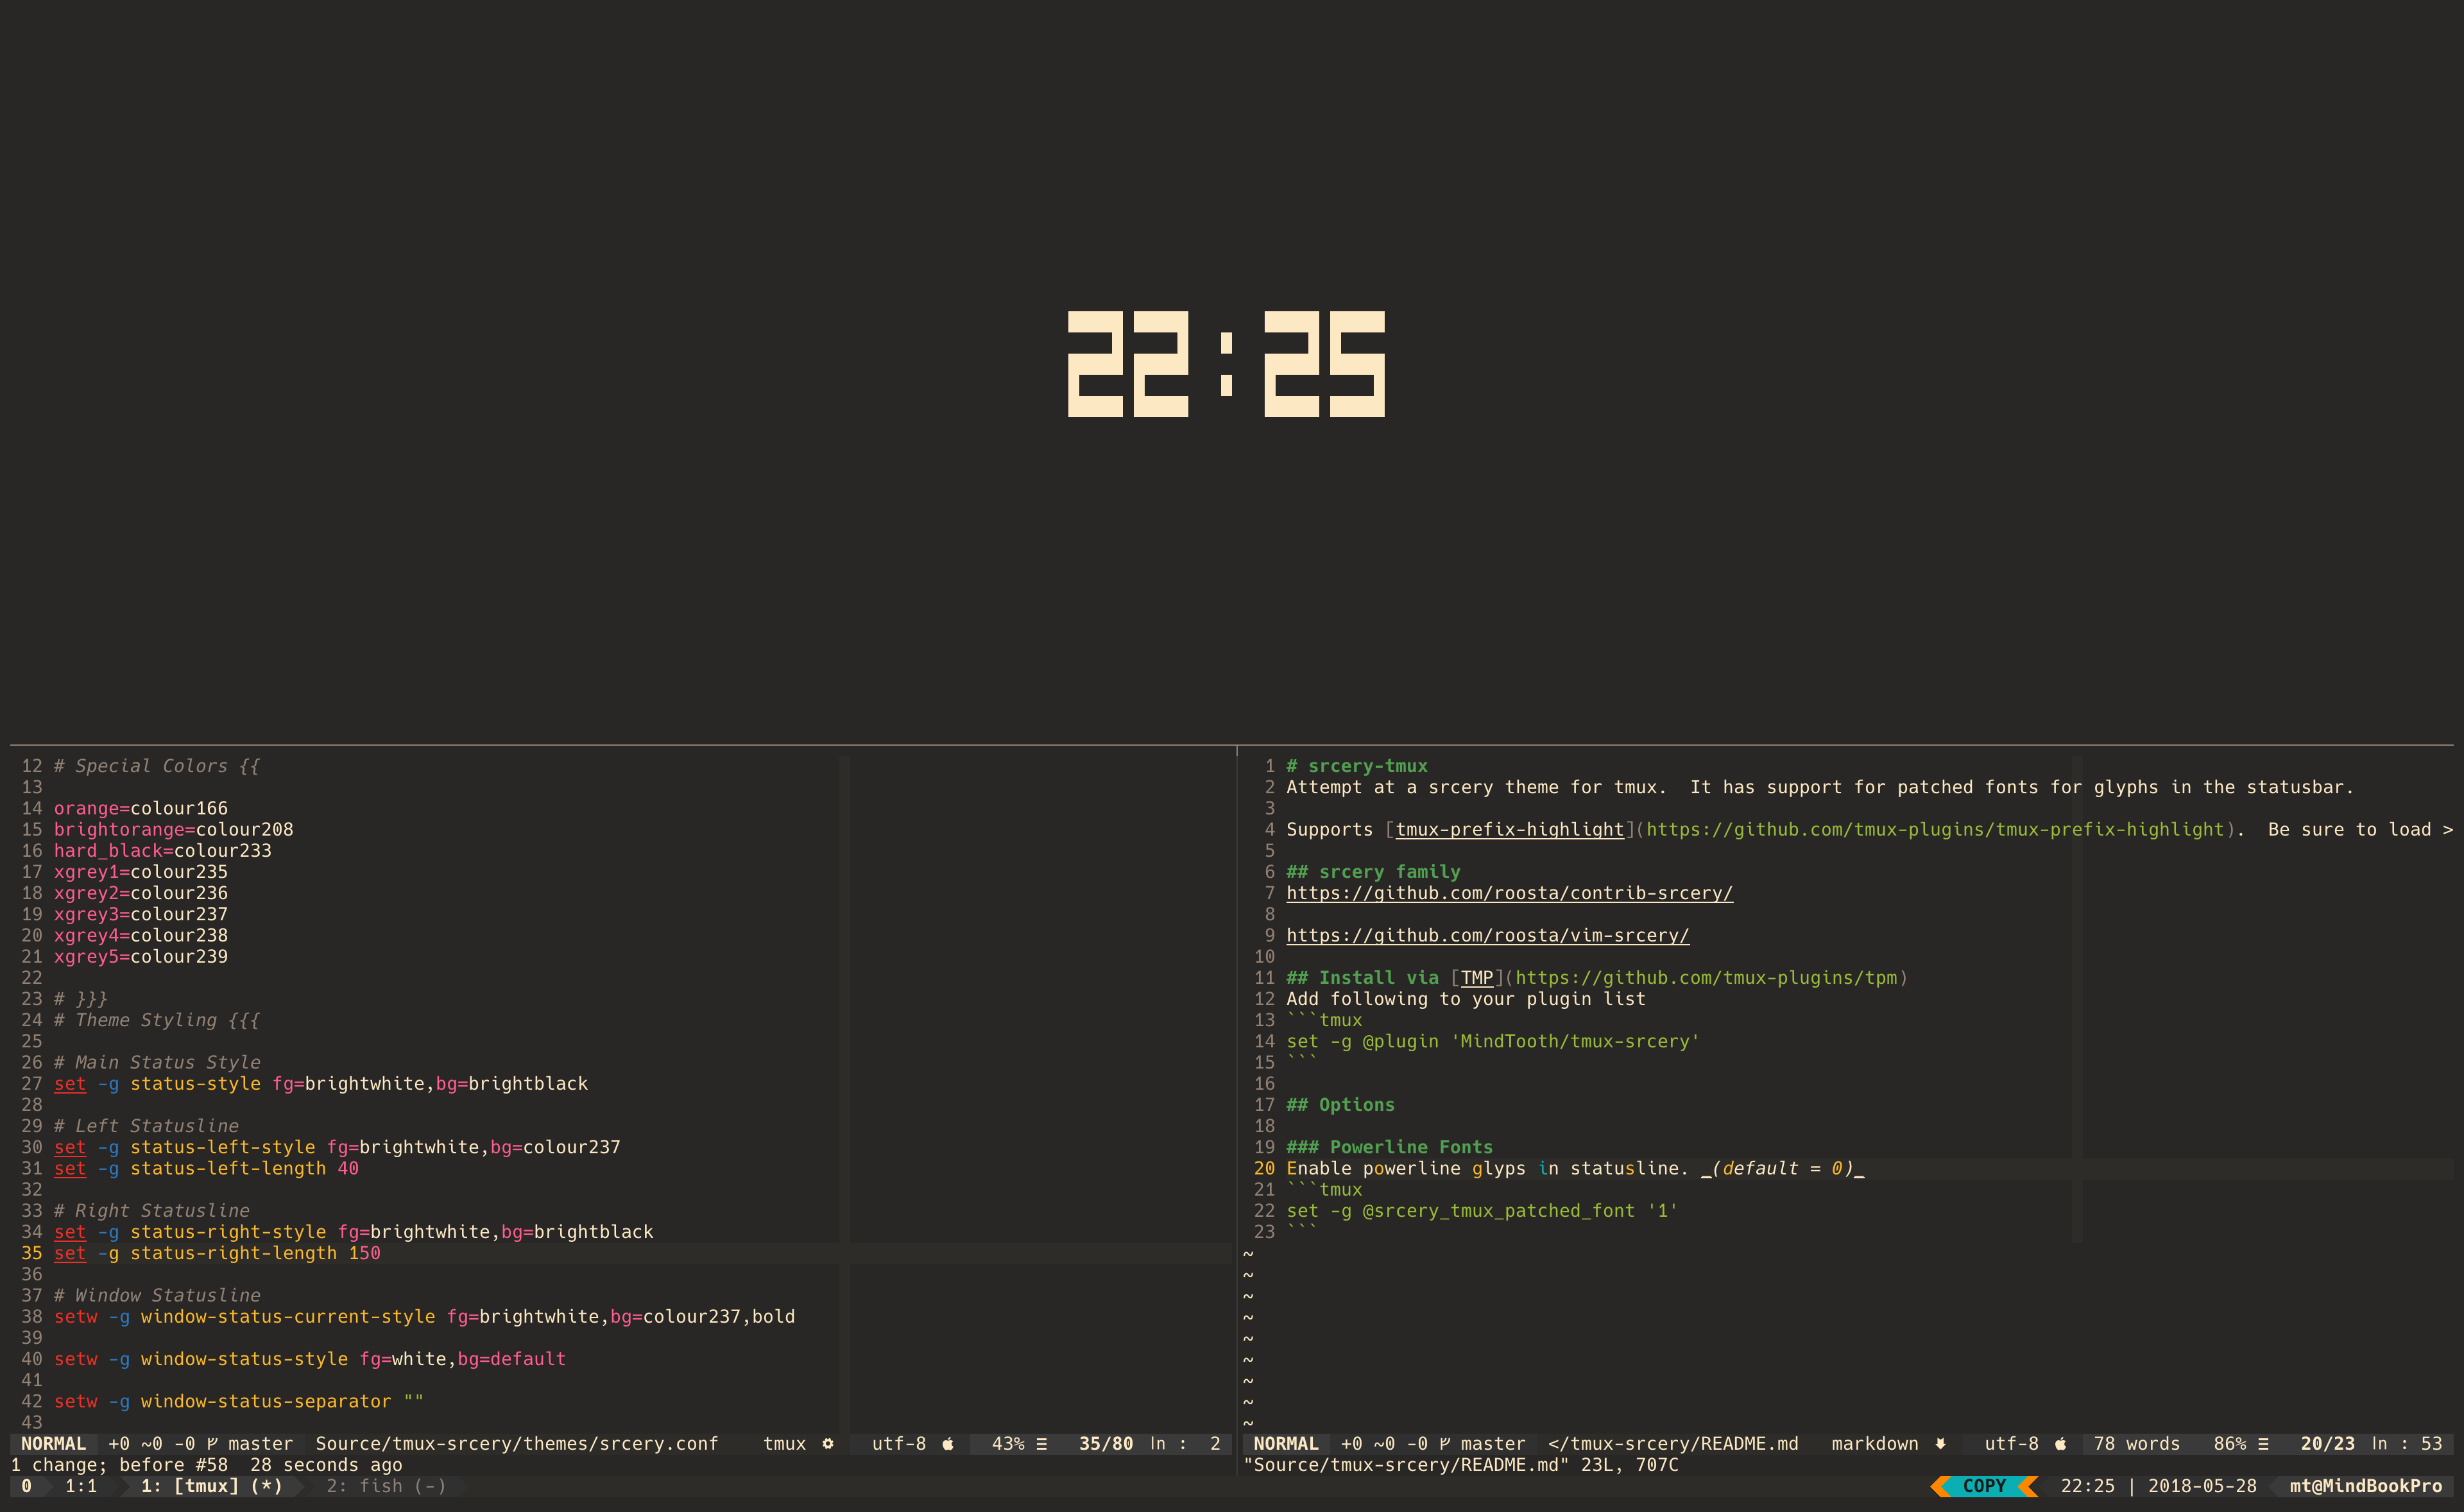 22:25
12 # Special Colors {{
13
14 orange=colour166
15 brightorange=colour208
16 hard_black=colour233
17 xgrey1=colour235
18 xgrey2=colour236
19 xgrey3=colour237
20 xgrey4=colour238
21 xgrey5=colour239
22
23 # }}}
24 # Theme Styling {{{
25
26 # Main Status Style
27 set -g status-style fg=brightwhite,bg=brightblack
28
29 # Left Statusline
30 set -g status-left-style fg=brightwhite,bg=colour237
31 set -g status-left-length 40
32
33 # Right Statusline
34 set -g status-right-style fg=brightwhite,bg=brightblack
35 set -g status-right-length 150
36
37 # Window Statusline
38 setw -g window-status-current-style fg=brightwhite,bg=colour237,bold
39
40 setw -g window-status-style fg=white,bg=default
41
42 setw -g window-status-separator ""
43
NORMAL +0 ~0 -0 master Source/tmux-srcery/themes/srcery.conf tmux utf-8 43% ☰ 35/80 ln : 2
1 change; before #58  28 seconds ago
1 # srcery-tmux
2 Attempt at a srcery theme for tmux.  It has support for patched fonts for glyphs in the statusbar.
3
4 Supports [tmux-prefix-highlight](https://github.com/tmux-plugins/tmux-prefix-highlight).  Be sure to load >
5
6 ## srcery family
7 https://github.com/roosta/contrib-srcery/
8
9 https://github.com/roosta/vim-srcery/
10
11 ## Install via [TMP](https://github.com/tmux-plugins/tpm)
12 Add following to your plugin list
13 ```tmux
14 set -g @plugin 'MindTooth/tmux-srcery'
15 ```
16
17 ## Options
18
19 ### Powerline Fonts
20 Enable powerline glyps in statusline. _(default = 0)_
21 ```tmux
22 set -g @srcery_tmux_patched_font '1'
23 ```
~
~
~
~
~
~
~
~
~
NORMAL +0 ~0 -0 master </tmux-srcery/README.md markdown utf-8 78 words 86% ☰ 20/23 ln : 53
"Source/tmux-srcery/README.md" 23L, 707C
0 1:1 1: [tmux] (*) 2: fish (-) COPY 22:25 | 2018-05-28 mt@MindBookPro